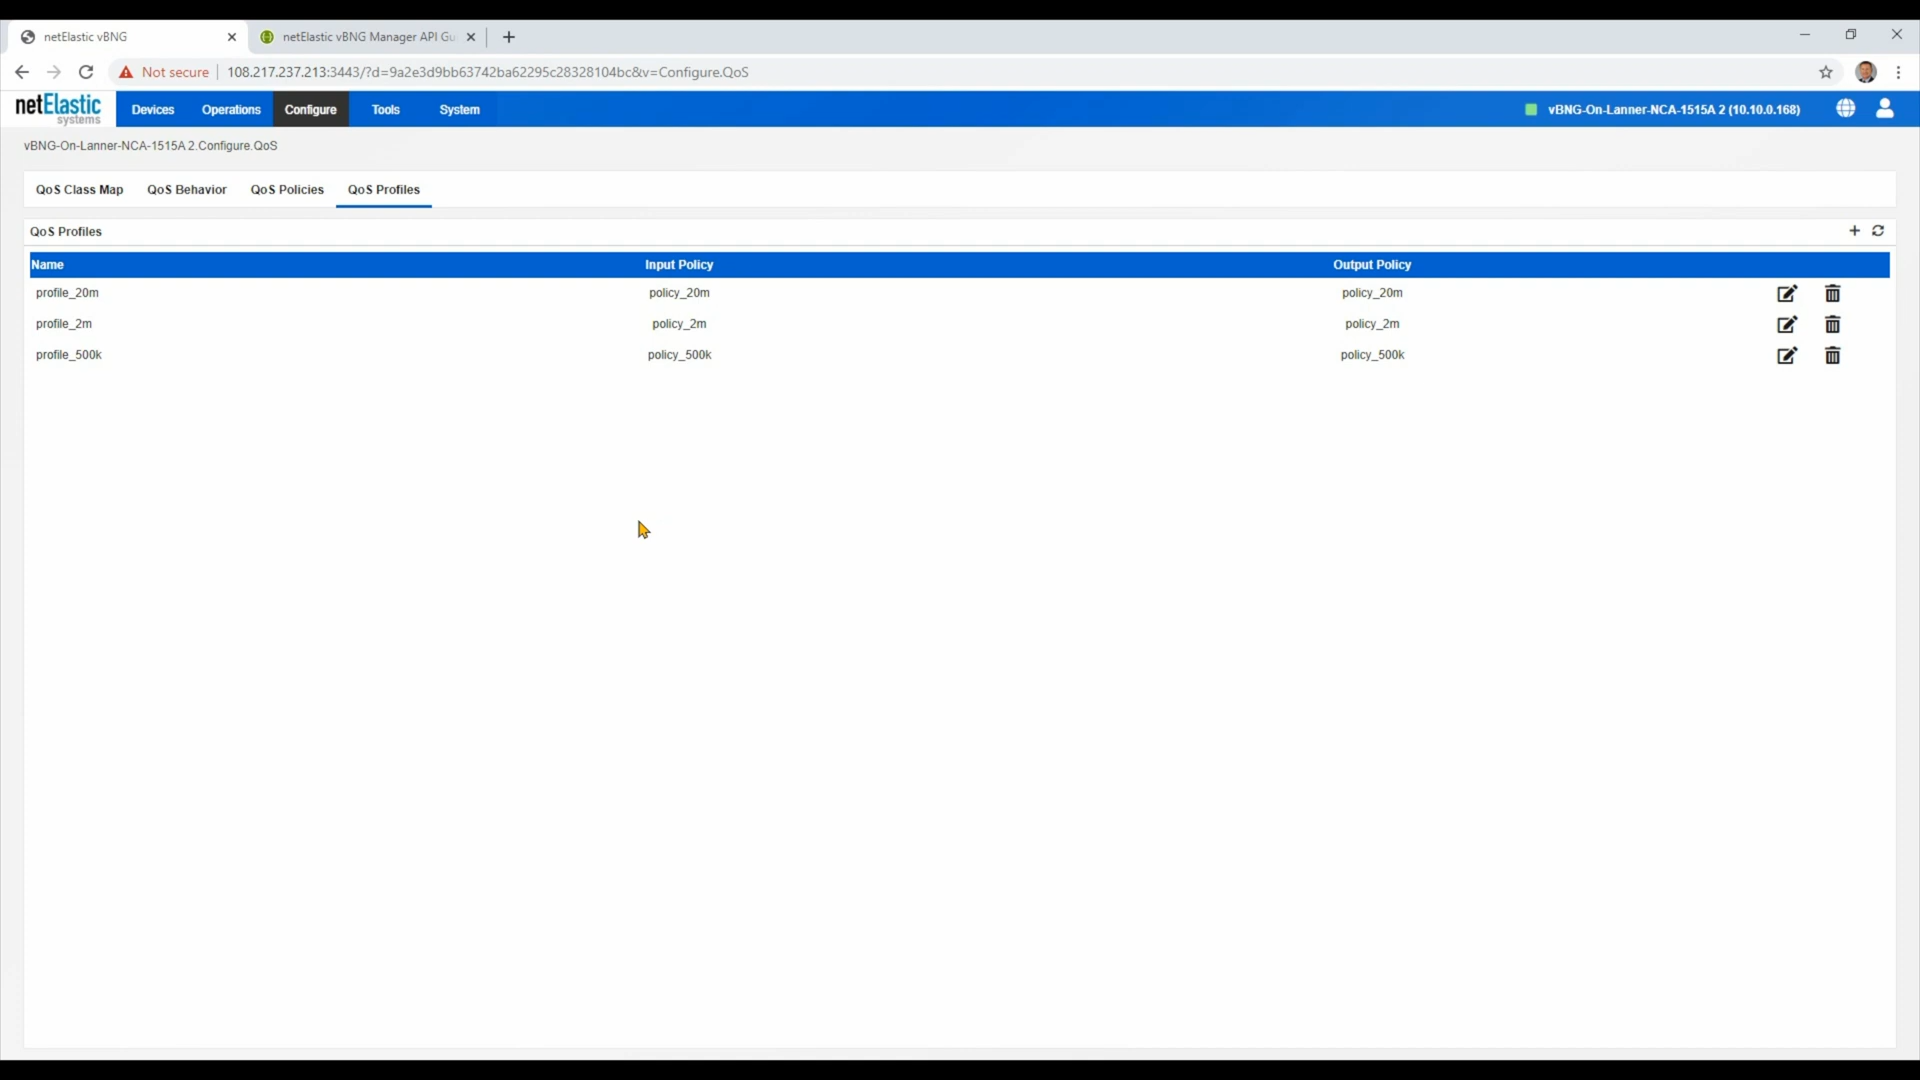 netElastic vBNG
netElastic vBNG Manager API Gu
Not secure
108.217.237.213:3443/?d=9a2e3d9bb63742ba62295c28328104bc&v=Configure.QoS
netElastic systems
Devices Operations Configure Tools System
vBNG-On-Lanner-NCA-1515A 2 (10.10.0.168)
vBNG-On-Lanner-NCA-1515A 2.Configure.QoS
QoS Class Map QoS Behavior QoS Policies QoS Profiles
QoS Profiles
Name Input Policy Output Policy
profile_20m policy_20m policy_20m
profile_2m policy_2m policy_2m
profile_500k policy_500k policy_500k